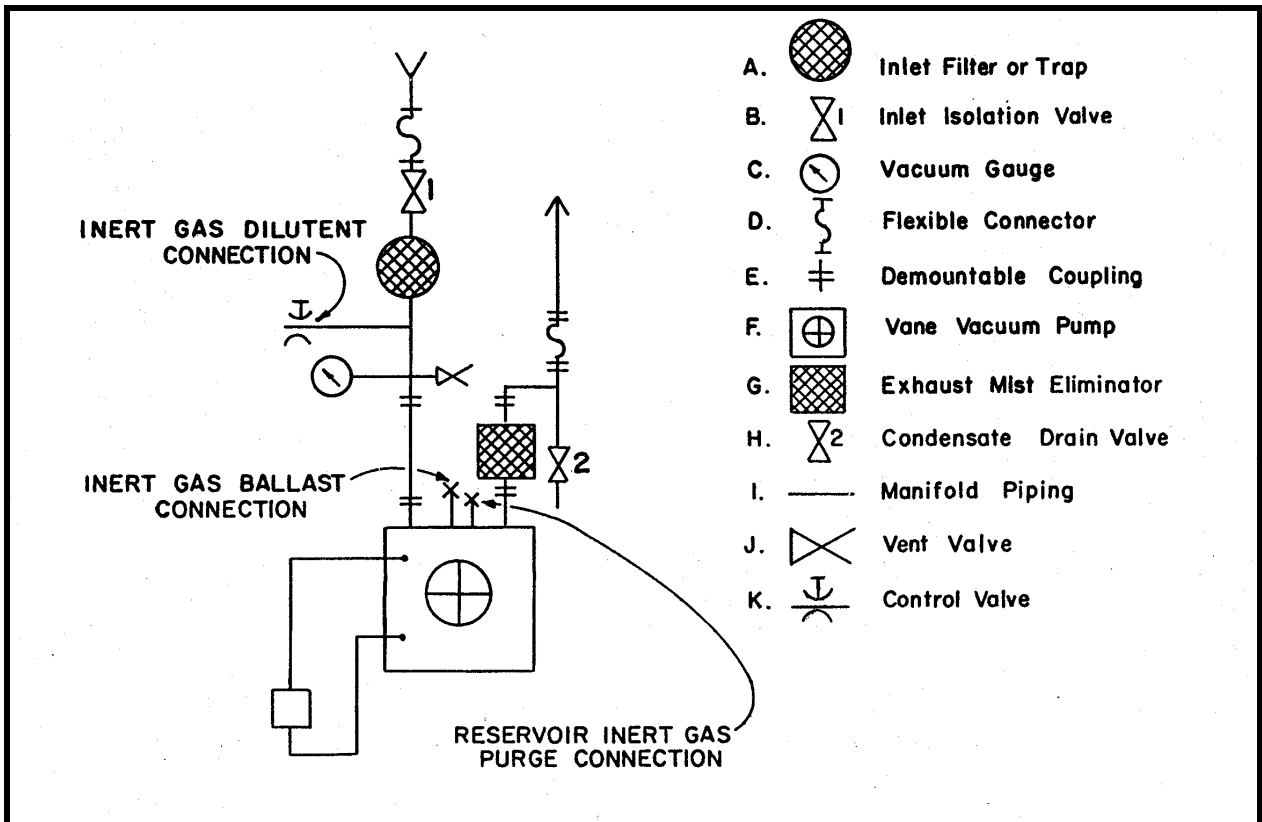 INERT GAS DILUTENT
CONNECTION
1
INERT GAS BALLAST
CONNECTION
2
RESERVOIR INERT GAS
PURGE CONNECTION
A. Inlet Filter or Trap
B. 1 Inlet Isolation Valve
C. Vacuum Gauge
D. Flexible Connector
E. Demountable Coupling
F. Vane Vacuum Pump
G. Exhaust Mist Eliminator
H. 2 Condensate Drain Valve
I. Manifold Piping
J. Vent Valve
K. Control Valve